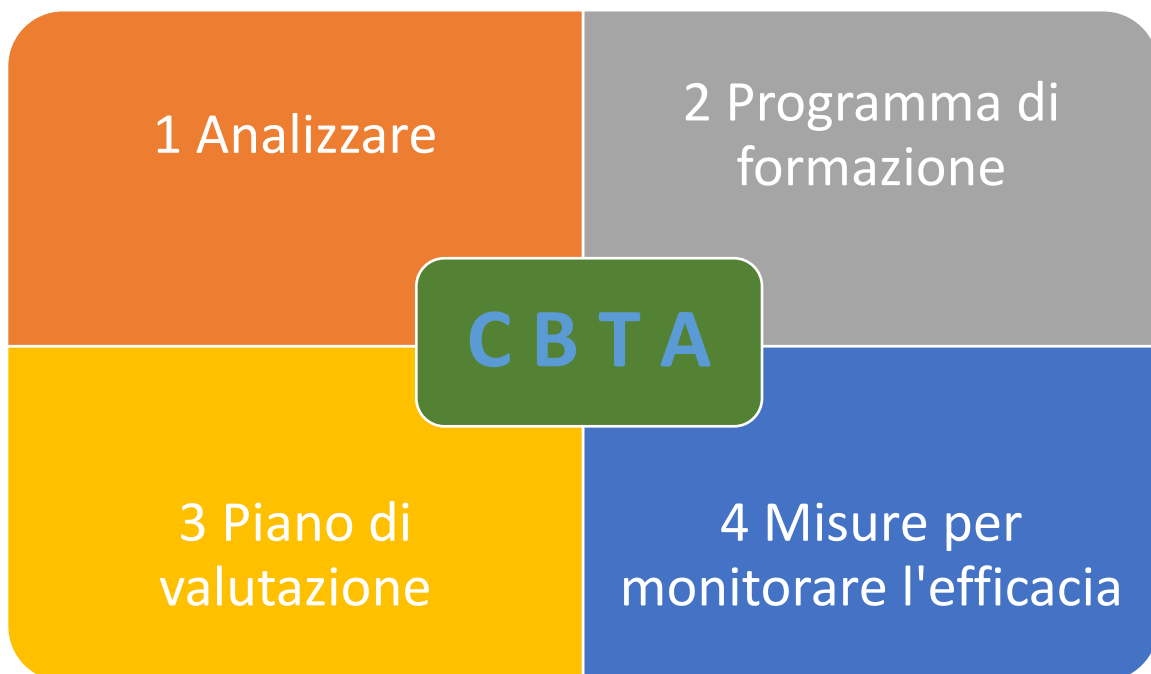 1 Analizzare
2 Programma di
formazione
C B T A
3 Piano di
valutazione
4 Misure per
monitorare l'efficacia